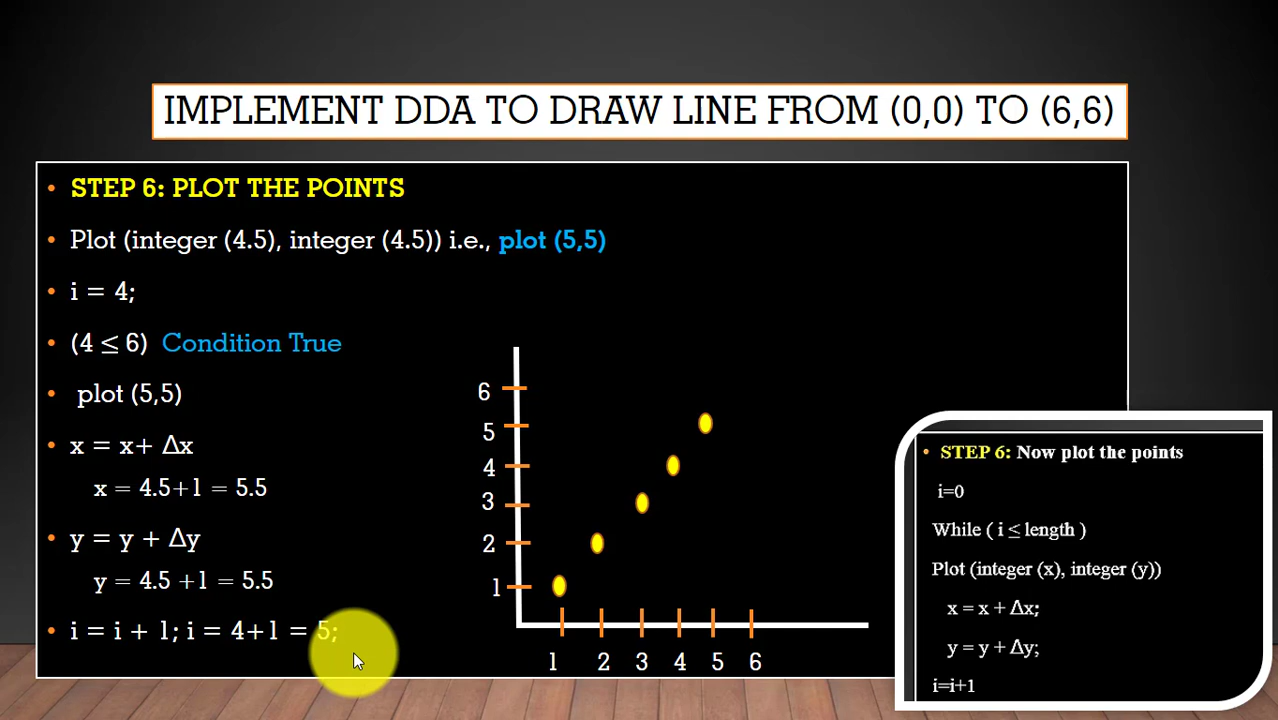 IMPLEMENT DDA TO DRAW LINE FROM (0,0) TO (6,6)
• STEP 6: PLOT THE POINTS
• Plot (integer (4.5), integer (4.5)) i.e., plot (5,5)
• i = 4;
• (4 ≤ 6) Condition True
• plot (5,5)
• x = x+ Δx
x = 4.5+1 = 5.5
• y = y + Δy
y = 4.5 +1 = 5.5
• i = i + 1; i = 4+1 = 5;
6
5
4
3
2
1
1 2 3 4 5 6
• STEP 6: Now plot the points
i=0
While ( i ≤ length )
Plot (integer (x), integer (y))
x = x + Δx;
y = y + Δy;
i=i+1